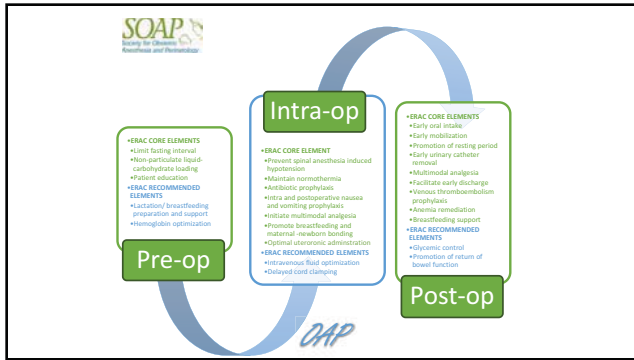 SOAP
Society for Obstetric
Anesthesia and Perinatology
Pre-op
•ERAC CORE ELEMENTS
•Limit fasting interval
•Non-particulate liquid-
carbohydrate loading
•Patient education
•ERAC RECOMMENDED
ELEMENTS
•Lactation/ breastfeeding
preparation and support
•Hemoglobin optimization
Intra-op
•ERAC CORE ELEMENT
•Prevent spinal anesthesia induced
hypotension
•Maintain normothermia
•Antibiotic prophylaxis
•Intra and postoperative nausea
and vomiting prophylaxis
•Initiate multimodal analgesia
•Promote breastfeeding and
maternal -newborn bonding
•Optimal uteroronic adminstration
•ERAC RECOMMENDED ELEMENTS
•Intravenous fluid optimization
•Delayed cord clamping
•ERAC CORE ELEMENTS
•Early oral intake
•Early mobilization
•Promotion of resting period
•Early urinary catheter
removal
•Multimodal analgesia
•Facilitate early discharge
•Venous thromboembolism
prophylaxis
•Anemia remediation
•Breastfeeding support
•ERAC RECOMMENDED
ELEMENTS
•Glycemic control
•Promotion of return of
bowel function
Post-op
OAP